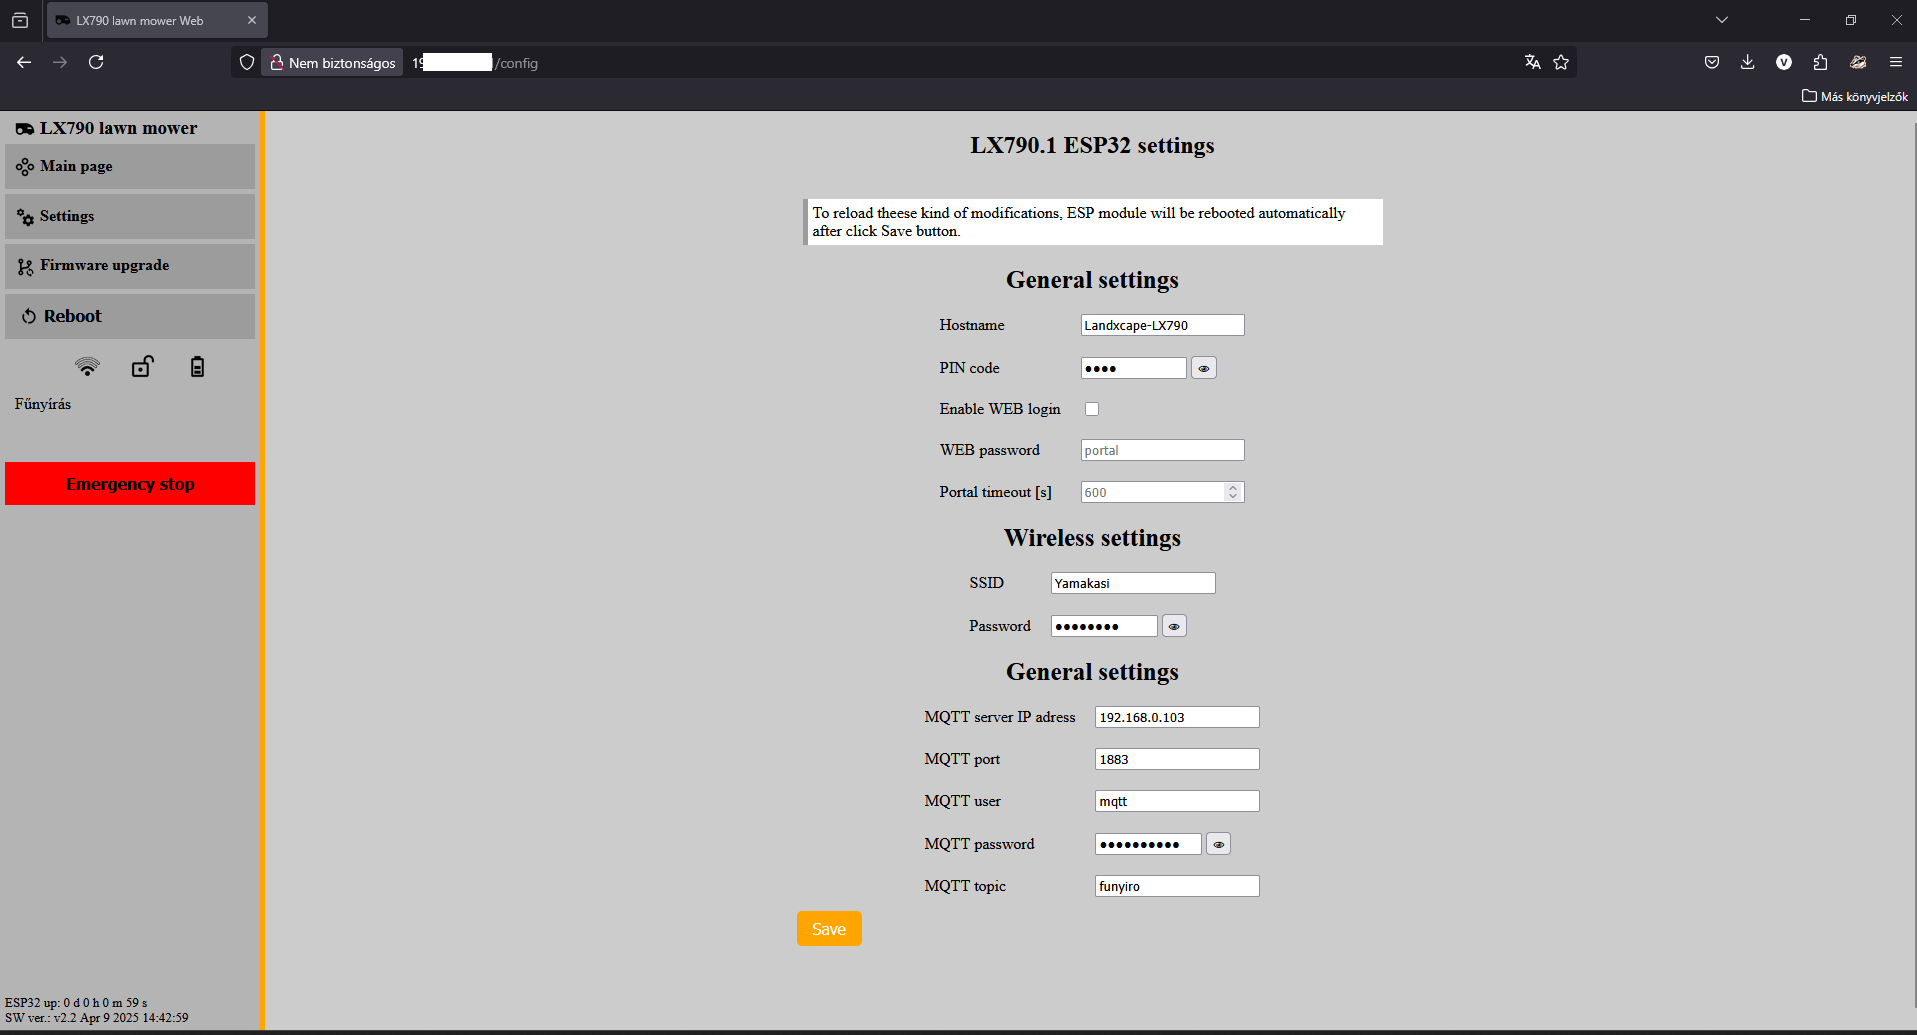 LX790 lawn mower Web
Nem biztonságos
19
/config
Más könyvjelzők
LX790 lawn mower
Main page
Settings
Firmware upgrade
Reboot
Fűnyírás
Emergency stop
ESP32 up: 0 d 0 h 0 m 59 s
SW ver.: v2.2 Apr 9 2025 14:42:59
LX790.1 ESP32 settings
To reload theese kind of modifications, ESP module will be rebooted automatically
after click Save button.
General settings
Hostname Landxcape-LX790
PIN code ●●●●
Enable WEB login
WEB password portal
Portal timeout [s] 600
Wireless settings
SSID Yamakasi
Password ●●●●●●●●
General settings
MQTT server IP adress 192.168.0.103
MQTT port 1883
MQTT user mqtt
MQTT password ●●●●●●●●●●
MQTT topic funyiro
Save